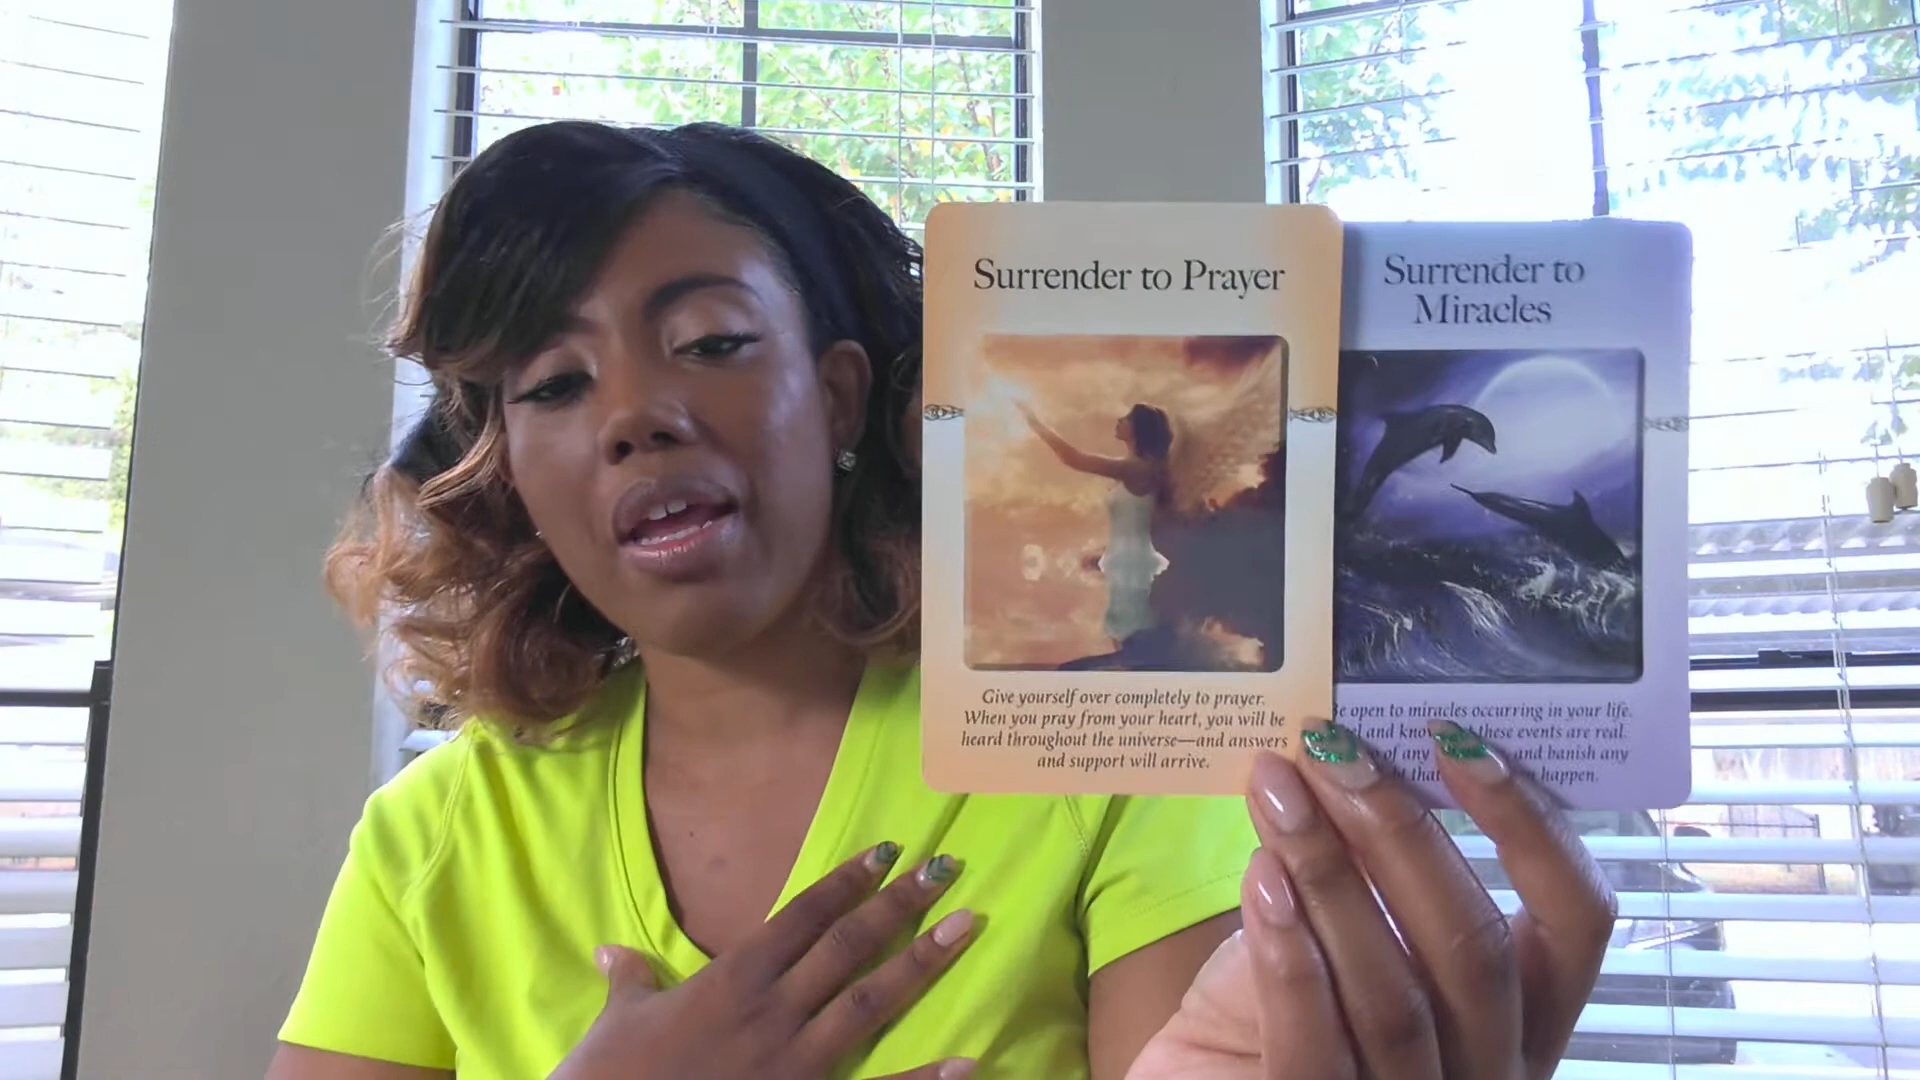 Surrender to Prayer
Give yourself over completely to prayer.
When you pray from your heart, you will be
heard throughout the universe—and answers
and support will arrive.
Surrender to
Miracles
Be open to miracles occurring in your life.
and know these events are real.
of any and banish any
happen.